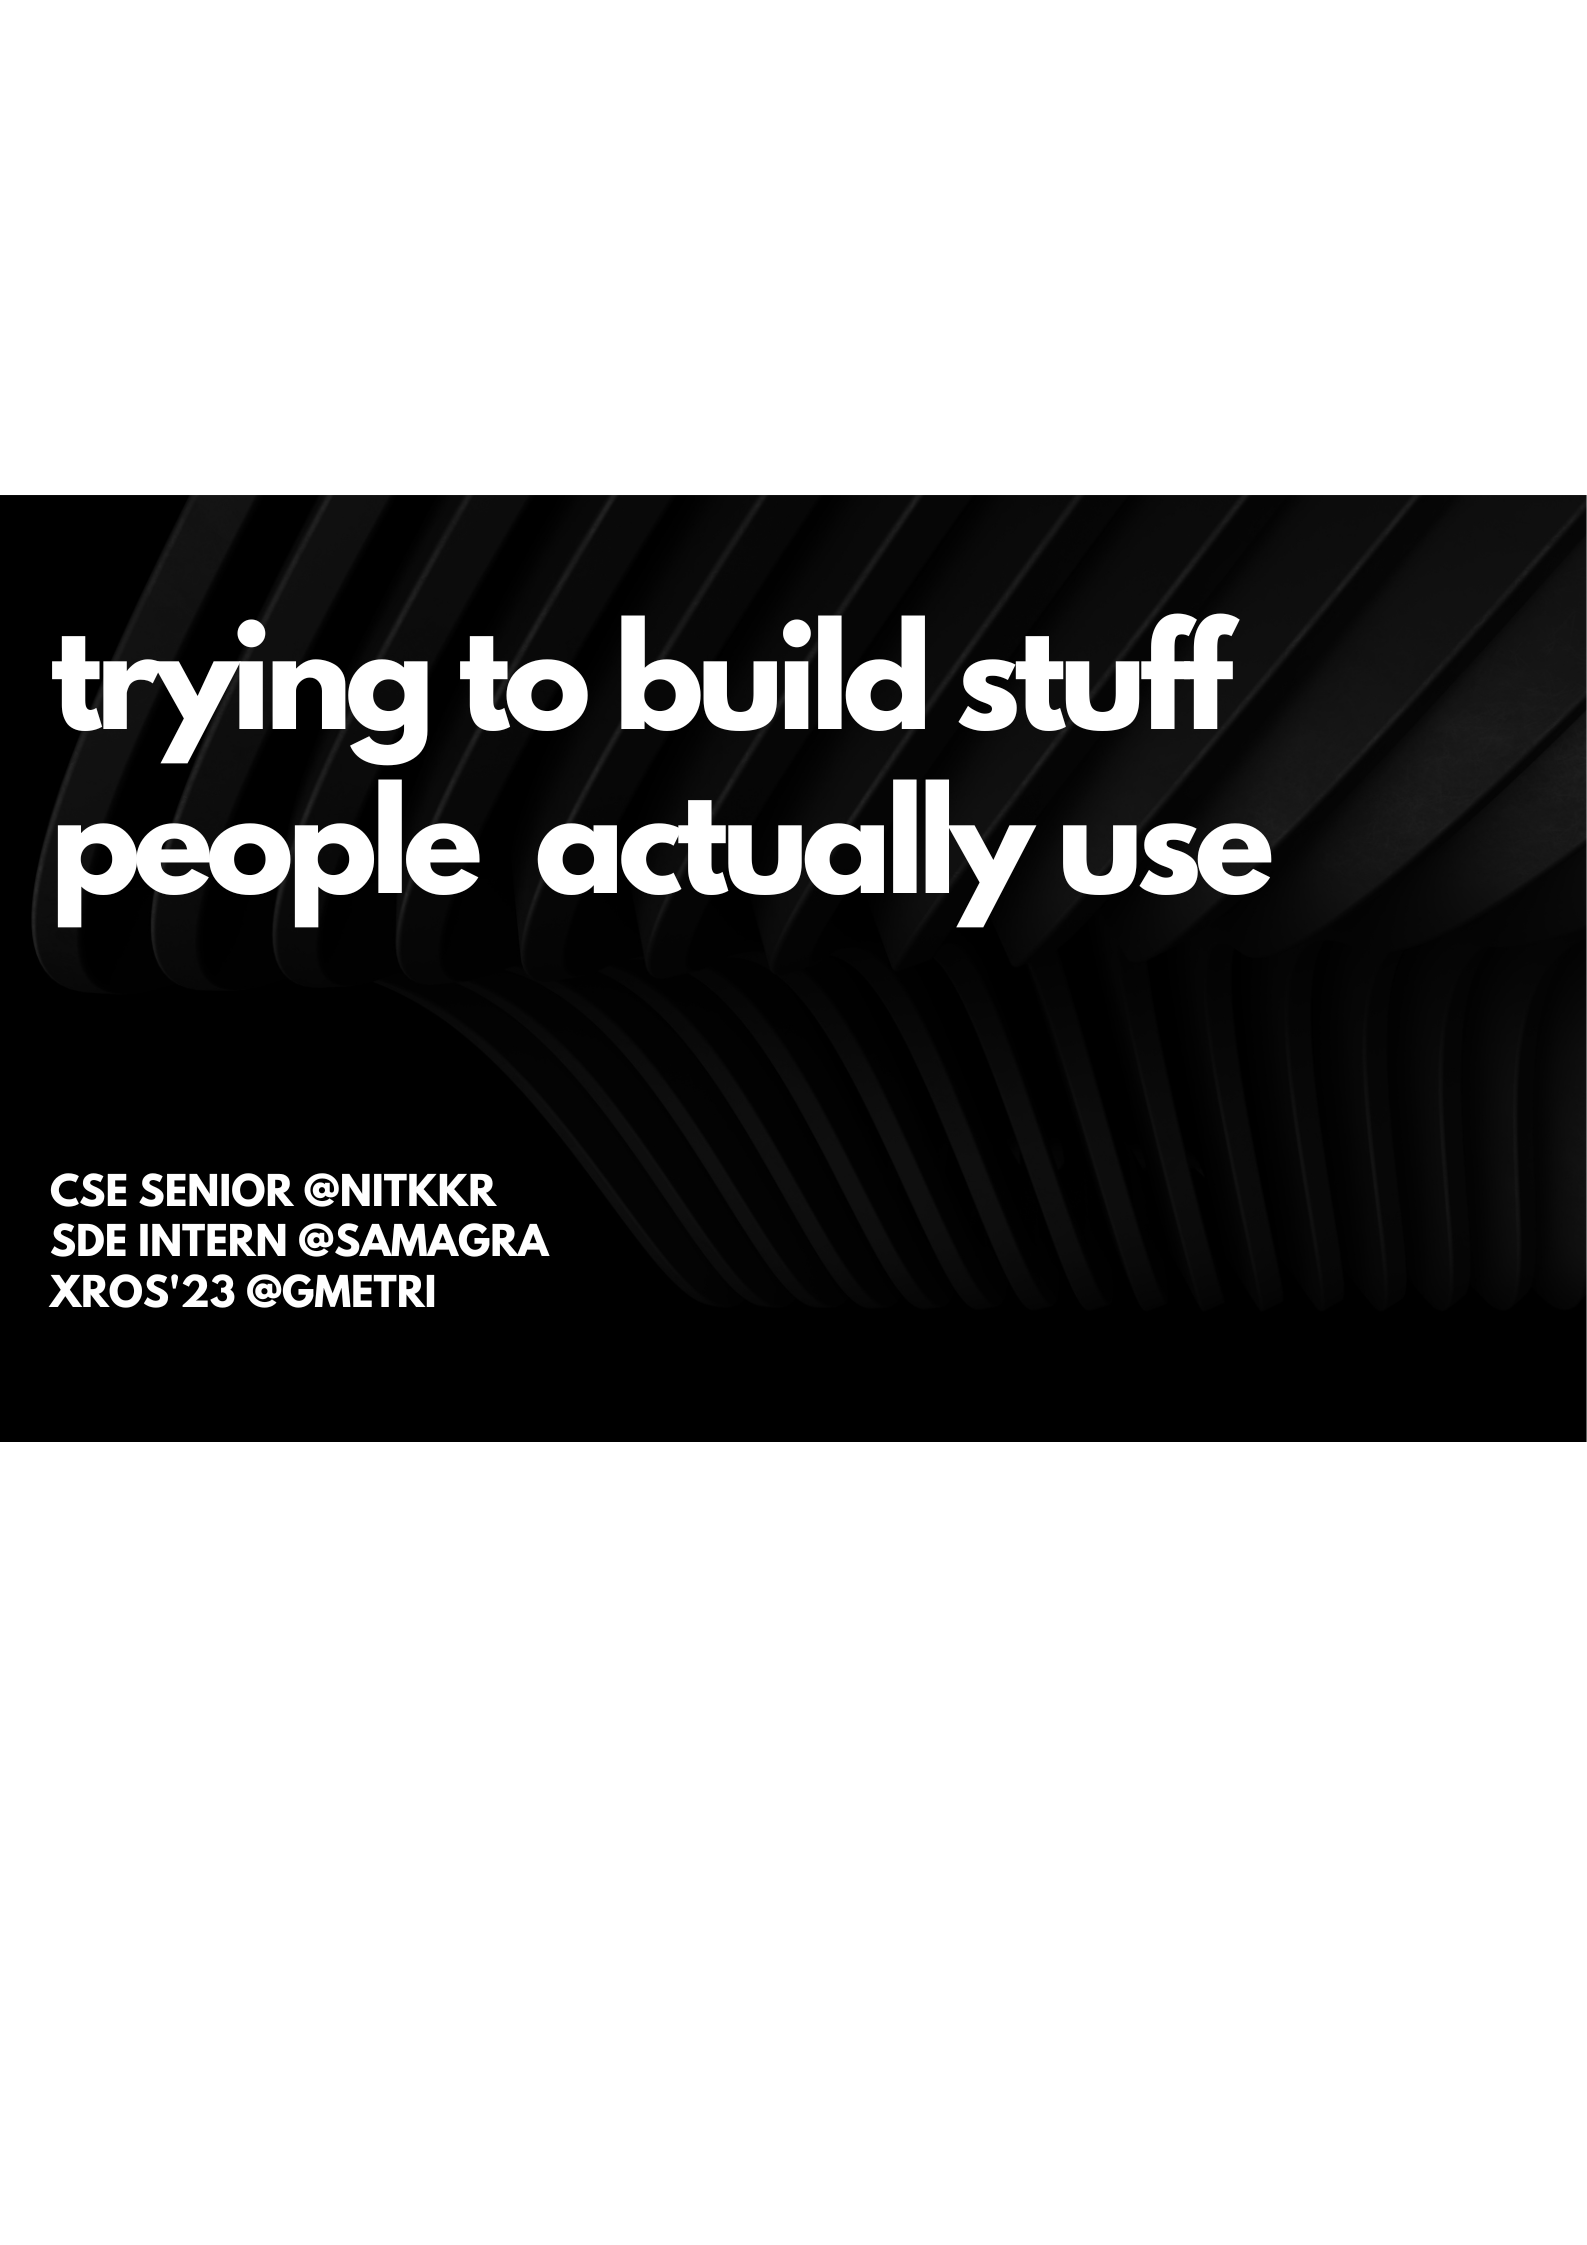 trying to build stuff
people  actually use
CSE SENIOR @NITKKR
SDE INTERN @SAMAGRA
XROS'23 @GMETRI